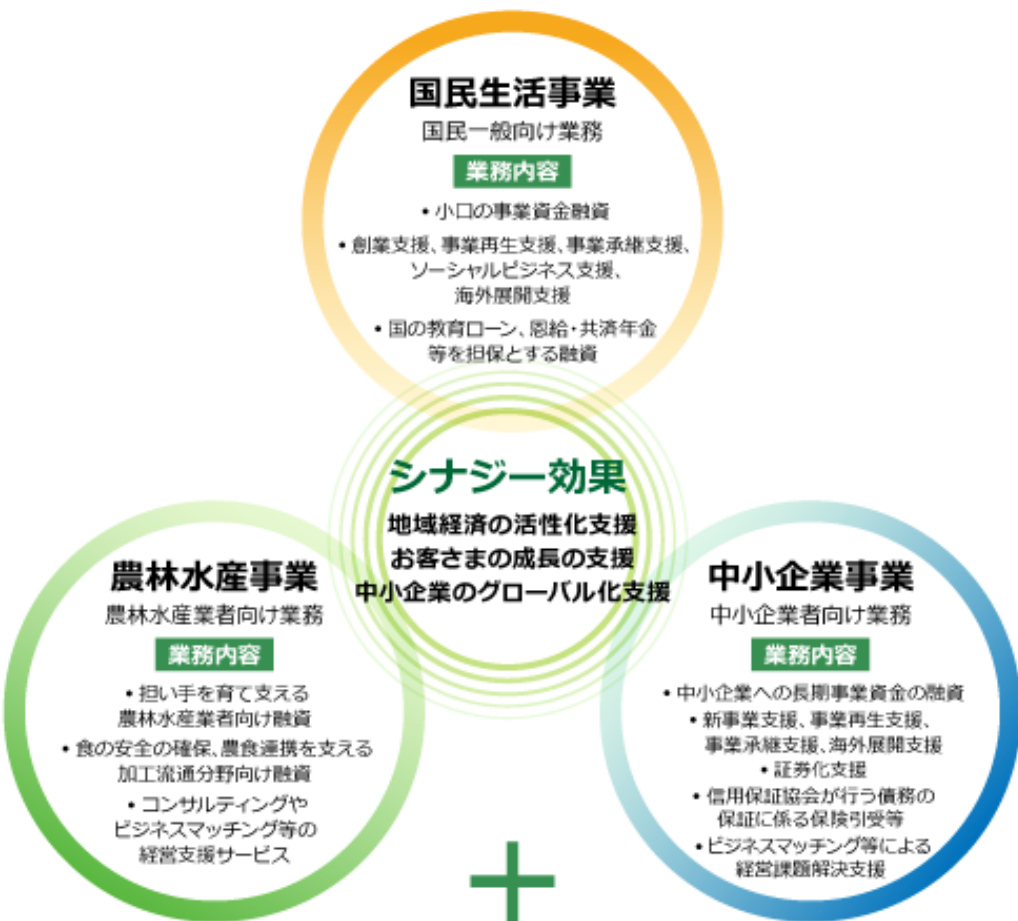 国民生活事業
国民一般向け業務
業務内容
• 小口の事業資金融資
• 創業支援、事業再生支援、事業承継支援、
ソーシャルビジネス支援、
海外展開支援
• 国の教育ローン、恩給・共済年金
等を担保とする融資
シナジー効果
地域経済の活性化支援
お客さまの成長の支援
中小企業のグローバル化支援
農林水産事業
農林水産業者向け業務
業務内容
• 担い手を育て支える
農林水産業者向け融資
• 食の安全の確保、農食連携を支える
加工流通分野向け融資
• コンサルティングや
ビジネスマッチング等の
経営支援サービス
中小企業事業
中小企業者向け業務
業務内容
• 中小企業への長期事業資金の融資
• 新事業支援、事業再生支援、
事業承継支援、海外展開支援
• 証券化支援
• 信用保証協会が行う債務の
保証に係る保険引受等
• ビジネスマッチング等による
経営課題解決支援
+